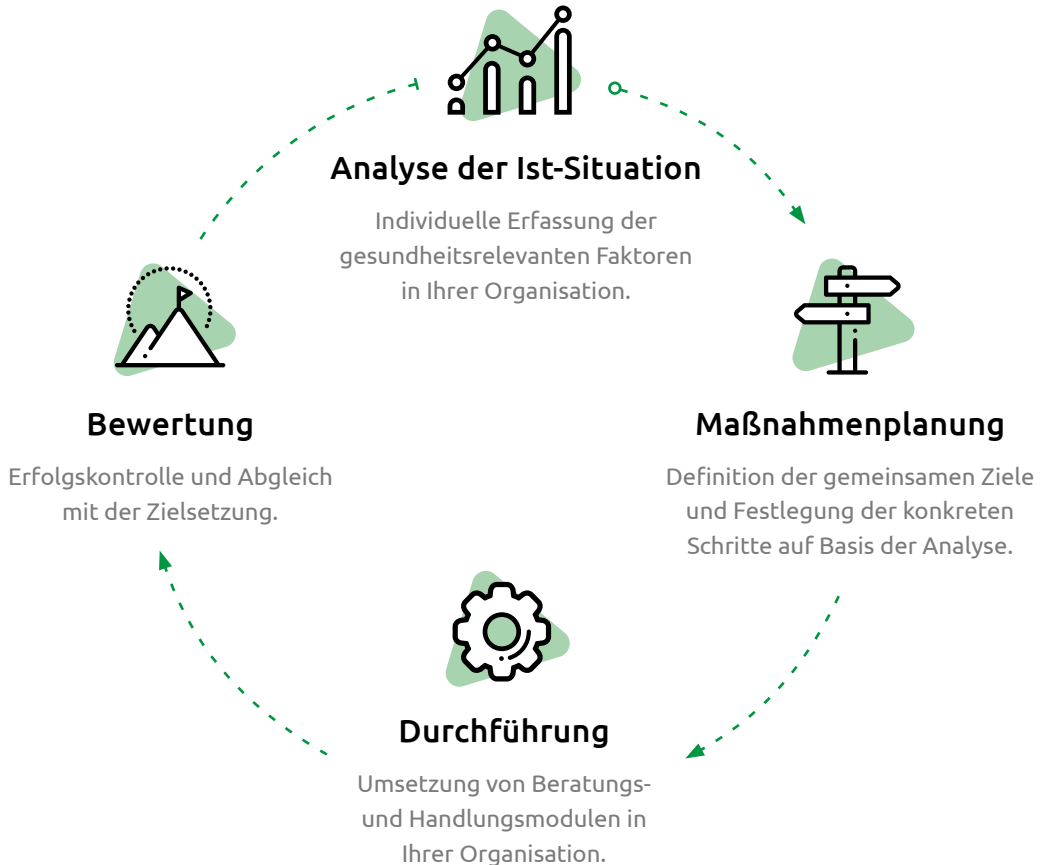 Analyse der Ist-Situation
Individuelle Erfassung der
gesundheitsrelevanten Faktoren
in Ihrer Organisation.
Maßnahmenplanung
Definition der gemeinsamen Ziele
und Festlegung der konkreten
Schritte auf Basis der Analyse.
Durchführung
Umsetzung von Beratungs-
und Handlungsmodulen in
Ihrer Organisation.
Bewertung
Erfolgskontrolle und Abgleich
mit der Zielsetzung.